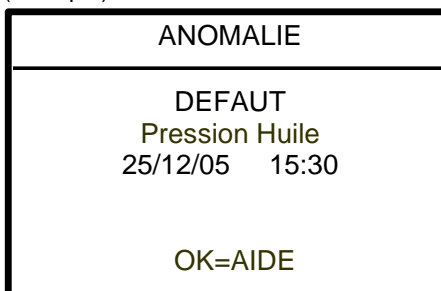 ANOMALIE
DEFAUT
Pression Huile
25/12/05 15:30
OK=AIDE